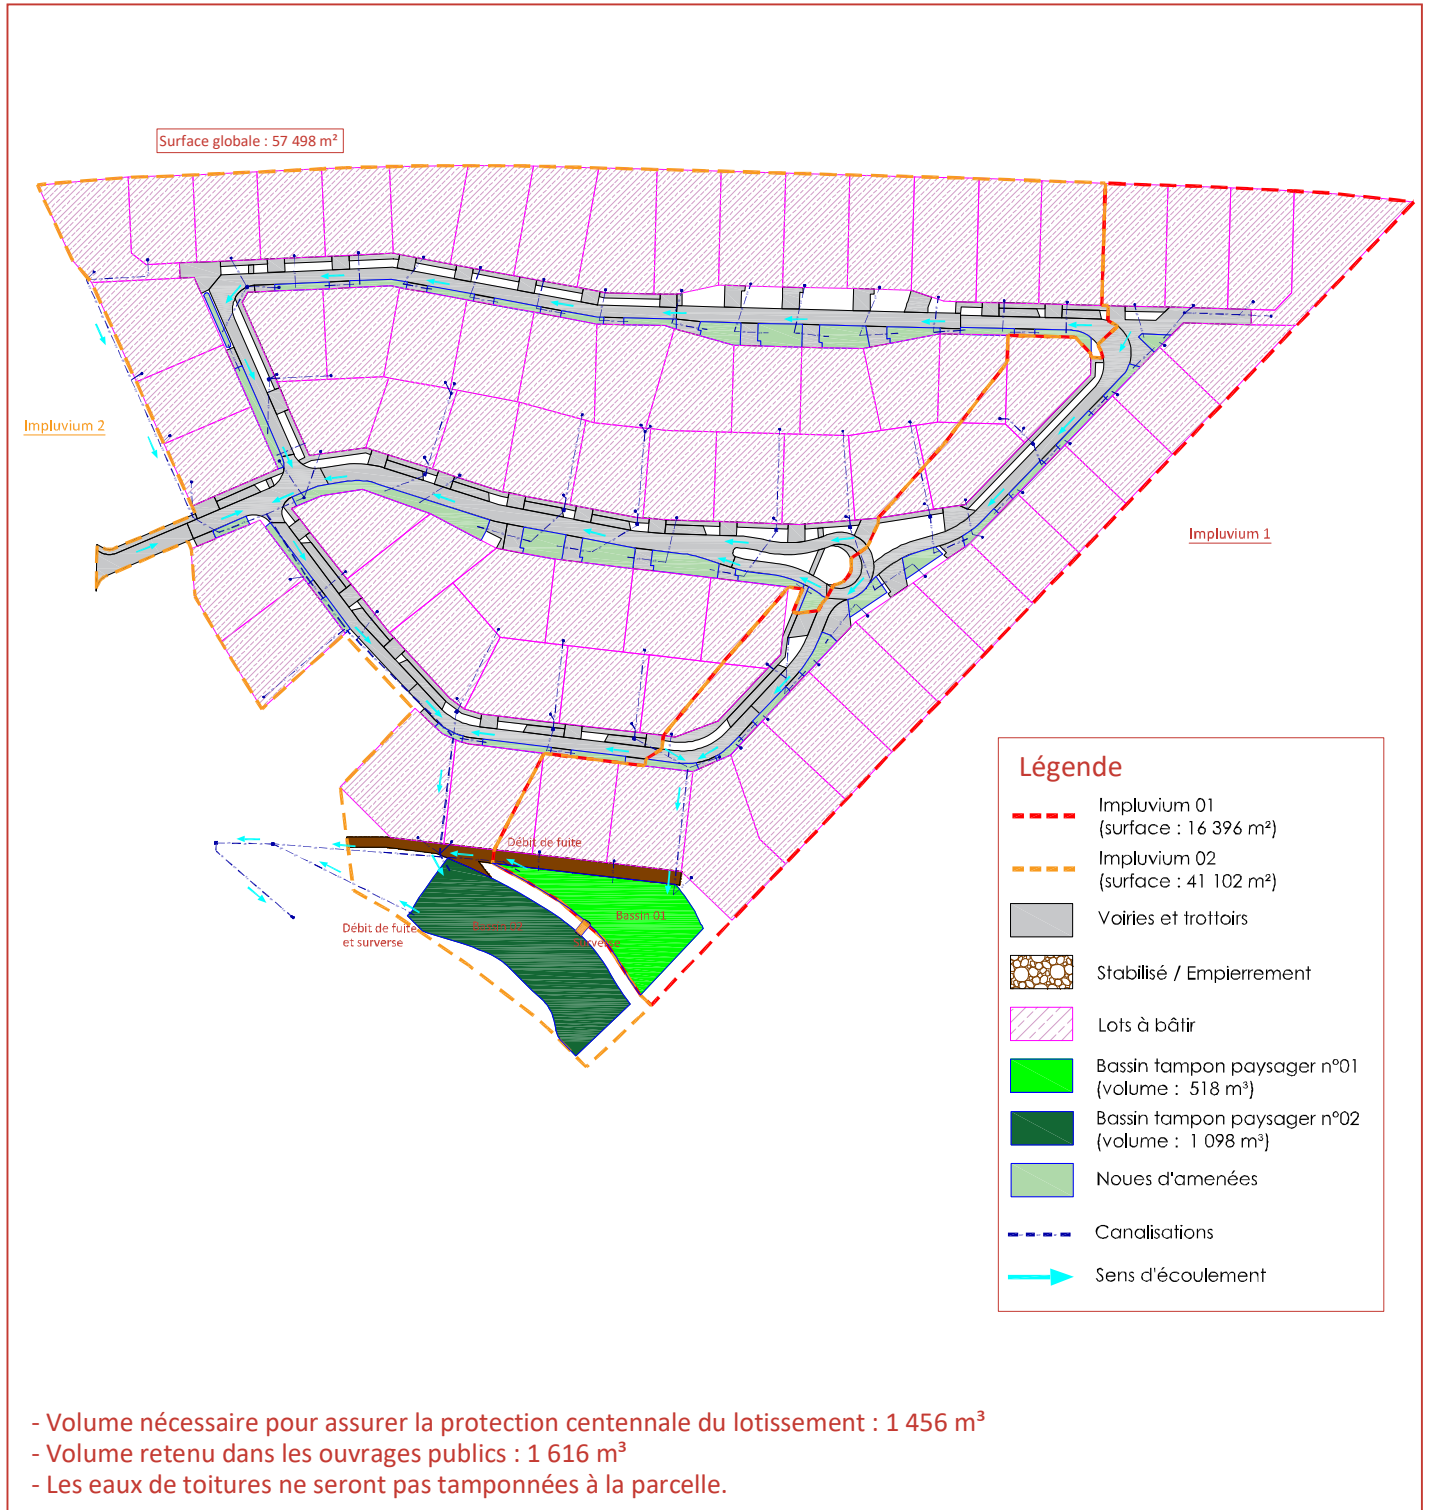 Surface globale : 57 498 m²
Impluvium 2
Impluvium 1
Débit de fuite
Bassin 01
Bassin 02
Surverse
Débit de fuite
et surverse
Légende
Impluvium 01
(surface : 16 396 m²)
Impluvium 02
(surface : 41 102 m²)
Voiries et trottoirs
Stabilisé / Empierrement
Lots à bâtir
Bassin tampon paysager n°01
(volume : 518 m³)
Bassin tampon paysager n°02
(volume : 1 098 m³)
Noues d'amenées
Canalisations
Sens d'écoulement
- Volume nécessaire pour assurer la protection centennale du lotissement : 1 456 m³
- Volume retenu dans les ouvrages publics : 1 616 m³
- Les eaux de toitures ne seront pas tamponnées à la parcelle.